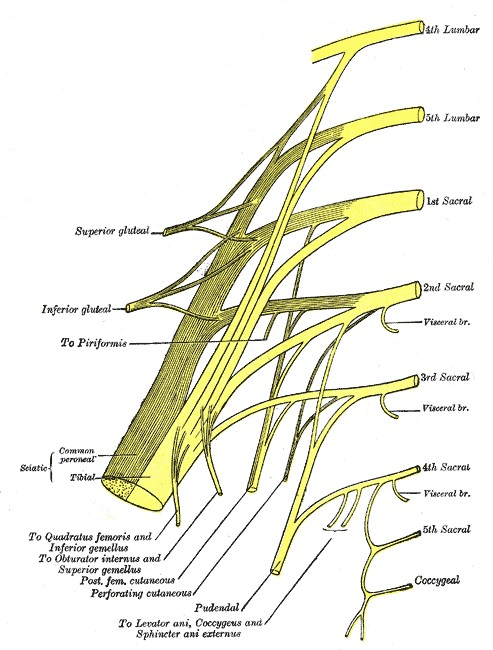 4th Lumbar
5th Lumbar
1st Sacral
Superior gluteal
2nd Sacral
Inferior gluteal
Visceral br.
To Piriformis
3rd Sacral
Visceral br.
Common
peroneal
Sciatic
Tibial
4th Sacral
Visceral br.
To Quadratus femoris and
Inferior gemellus
To Obturator internus and
Superior gemellus
Post. fem. cutaneous
Perforating cutaneous
Pudendal
To Levator ani, Coccygeus and
Sphincter ani externus
5th Sacral
Coccygeal